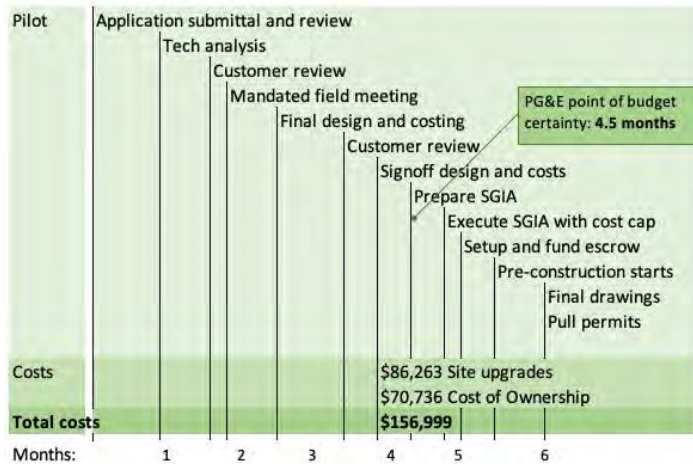 Pilot
Application submittal and review
Tech analysis
Customer review
Mandated field meeting
PG&E point of budget
certainty: 4.5 months
Final design and costing
Customer review
Signoff design and costs
Prepare SGIA
Execute SGIA with cost cap
Setup and fund escrow
Pre-construction starts
Final drawings
Pull permits
Costs
$86,263 Site upgrades
$70,736 Cost of Ownership
Total costs
$156,999
Months: 1 2 3 4 5 6